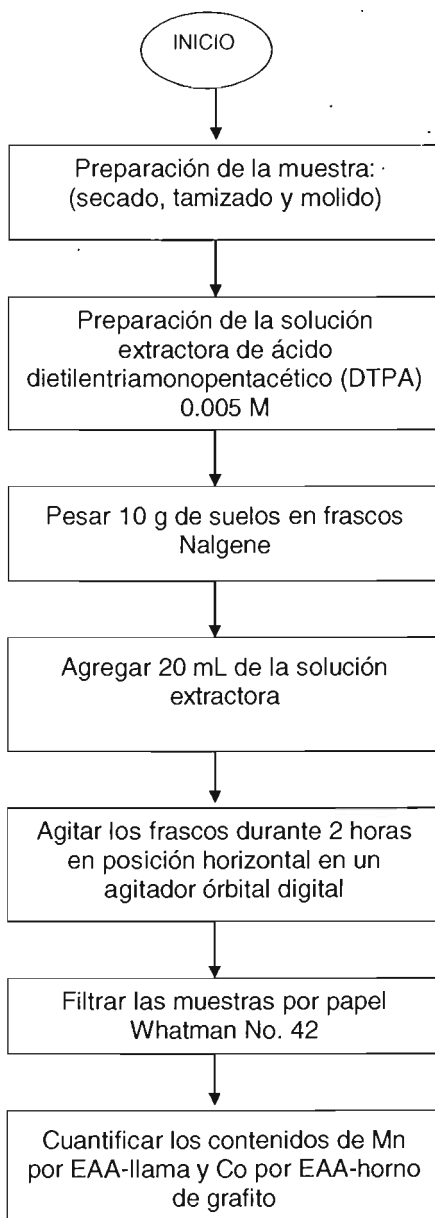 INICIO
Preparación de la muestra:
(secado, tamizado y molido)
Preparación de la solución
extractora de ácido
dietilentriamonopentacético (DTPA)
0.005 M
Pesar 10 g de suelos en frascos
Nalgene
Agregar 20 mL de la solución
extractora
Agitar los frascos durante 2 horas
en posición horizontal en un
agitador órbital digital
Filtrar las muestras por papel
Whatman No. 42
Cuantificar los contenidos de Mn
por EAA-llama y Co por EAA-horno
de grafito